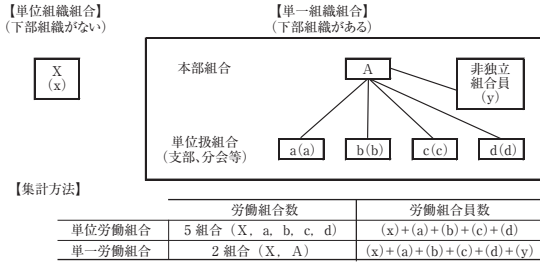 【単位組織組合】
（下部組織がない）
【単一組織組合】
（下部組織がある）
X
(x)
本部組合
A
非独立
組合員
(y)
単位扱組合
(支部、分会等)
a(a)
b(b)
c(c)
d(d)
【集計方法】
労働組合数
労働組合員数
単位労働組合
5 組合（X，a，b，c，d）
(x)+(a)+(b)+(c)+(d)
単一労働組合
2 組合（X，A）
(x)+(a)+(b)+(c)+(d)+(y)